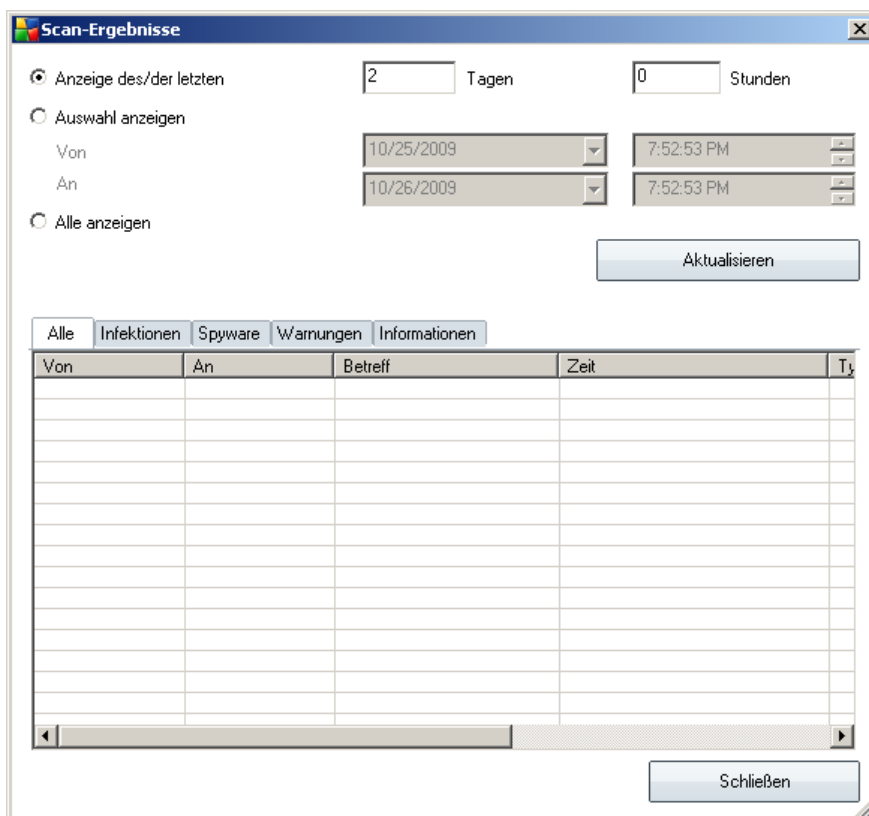 Scan-Ergebnisse
Anzeige des/der letzten 2 Tagen 0 Stunden
Auswahl anzeigen
Von 10/25/2009 7:52:53 PM
An 10/26/2009 7:52:53 PM
Alle anzeigen
Aktualisieren
Alle Infektionen Spyware Warnungen Informationen
Von An Betreff Zeit Ty
Schließen